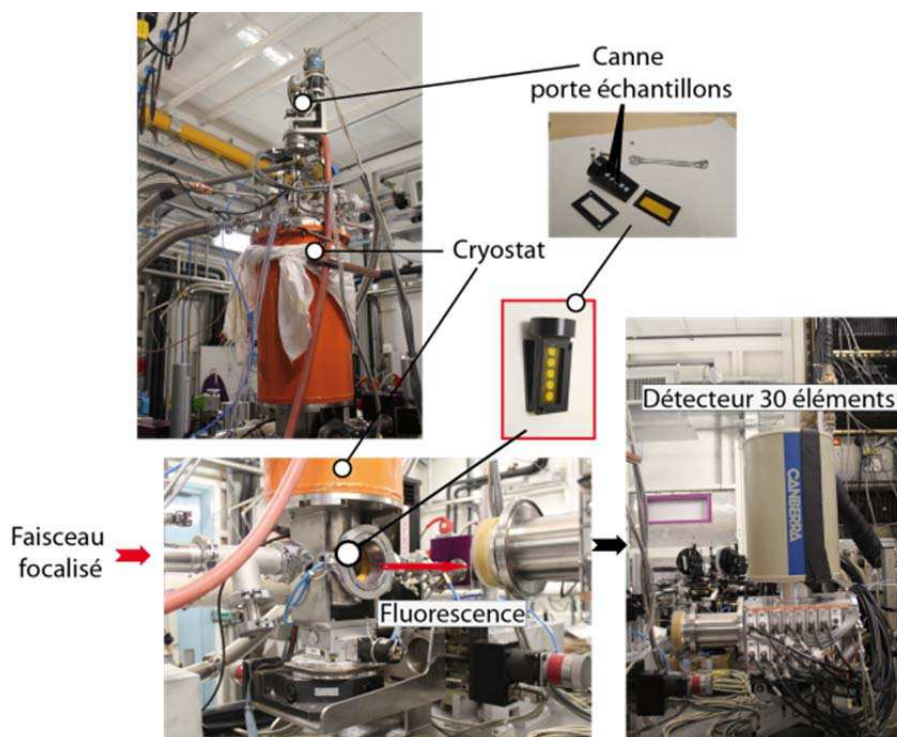 Canne
porte échantillons
Cryostat
Détecteur 30 éléments
CANBERRA
Faisceau
focalisé
Fluorescence